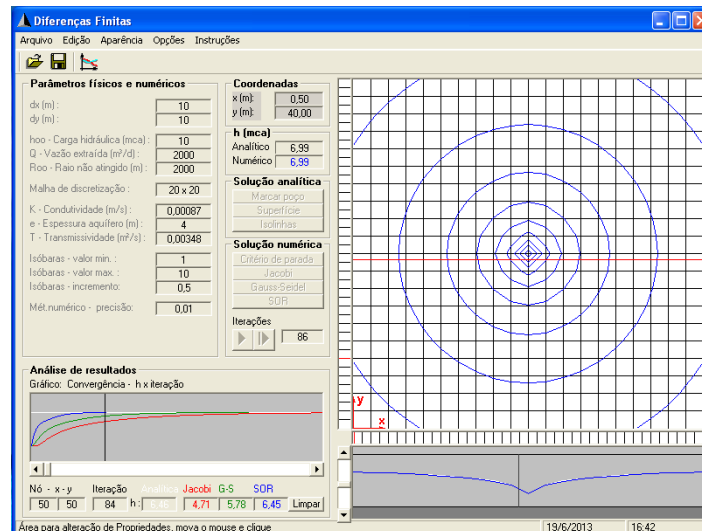 Diferenças Finitas
Arquivo Edição Aparência Opções Instruções
Parâmetros físicos e numéricos
dx (m) : 10
dy (m) : 10
hoo - Carga hidráulica (mca) : 10
Q - Vazão extraída (m³/d) : 2000
Roo - Raio não atingido (m) : 2000
Malha de discretização : 20 x 20
K - Condutividade (m/s) : 0,00087
e - Espessura aquífero (m) : 4
T - Transmissividade (m²/s) : 0,00348
Isóbaras - valor min. : 1
Isóbaras - valor max. : 10
Isóbaras - incremento: 0,5
Mét.numérico - precisão: 0,01
Coordenadas
x (m): 0,50
y (m): 40,00
h (mca)
Analítico 6,99
Numérico 6,99
Solução analítica
Marcar poço
Superfície
Isolinhas
Solução numérica
Critério de parada
Jacobi
Gauss-Seidel
SOR
Iterações
86
y
x
Análise de resultados
Gráfico: Convergência - h x iteração
Nó - x - y Iteração Analítica Jacobi G-S SOR
50 50 84 h : 4,71 5,78 6,45 Limpar
Área para alteração de Propriedades, mova o mouse e clique 19/6/2013 16:42